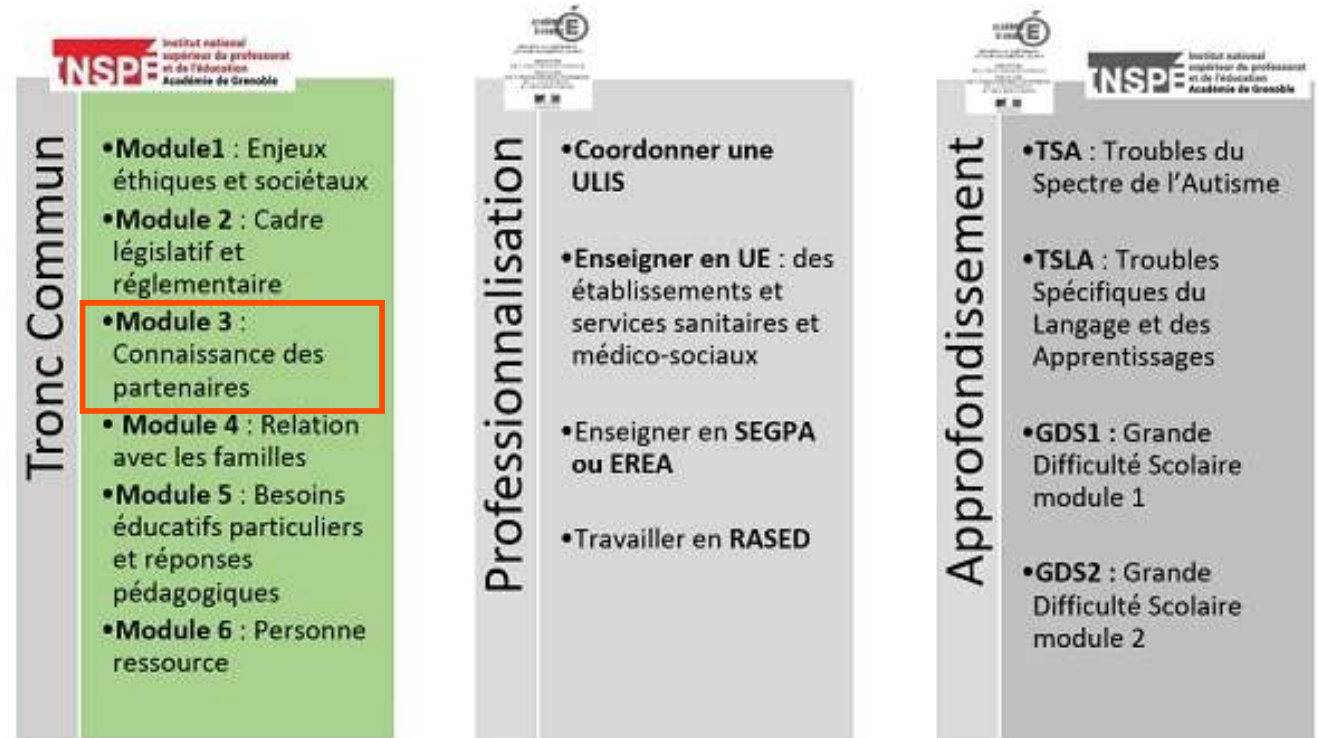 INSPÉ
Institut national
supérieur du professorat
et de l'éducation
Académie de Grenoble
Tronc Commun
•Module1 : Enjeux
éthiques et sociétaux
•Module 2 : Cadre
législatif et
réglementaire
•Module 3 :
Connaissance des
partenaires
• Module 4 : Relation
avec les familles
•Module 5 : Besoins
éducatifs particuliers
et réponses
pédagogiques
•Module 6 : Personne
ressource
Professionnalisation
•Coordonner une
ULIS
•Enseigner en UE : des
établissements et
services sanitaires et
médico-sociaux
•Enseigner en SEGPA
ou EREA
•Travailler en RASED
INSPÉ
Institut national
supérieur du professorat
et de l'éducation
Académie de Grenoble
Approfondissement
•TSA : Troubles du
Spectre de l'Autisme
•TSLA : Troubles
Spécifiques du
Langage et des
Apprentissages
•GDS1 : Grande
Difficulté Scolaire
module 1
•GDS2 : Grande
Difficulté Scolaire
module 2